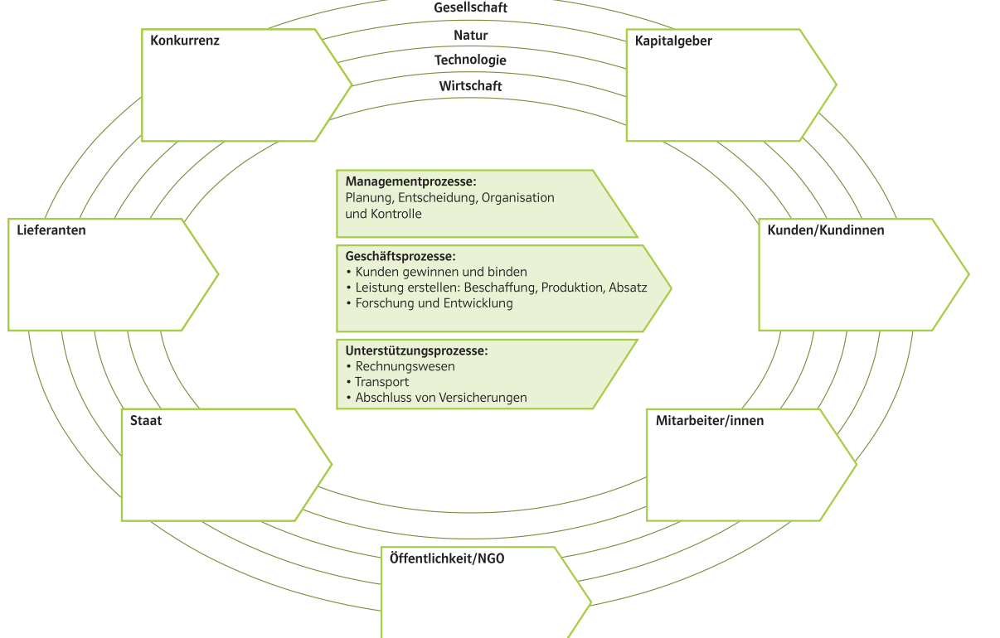 Gesellschaft
Natur
Technologie
Wirtschaft
Konkurrenz
Kapitalgeber
Managementprozesse:
Planung, Entscheidung, Organisation
und Kontrolle
Lieferanten
Kunden/Kundinnen
Geschäftsprozesse:
• Kunden gewinnen und binden
• Leistung erstellen: Beschaffung, Produktion, Absatz
• Forschung und Entwicklung
Unterstützungsprozesse:
• Rechnungswesen
• Transport
• Abschluss von Versicherungen
Staat
Mitarbeiter/innen
Öffentlichkeit/NGO